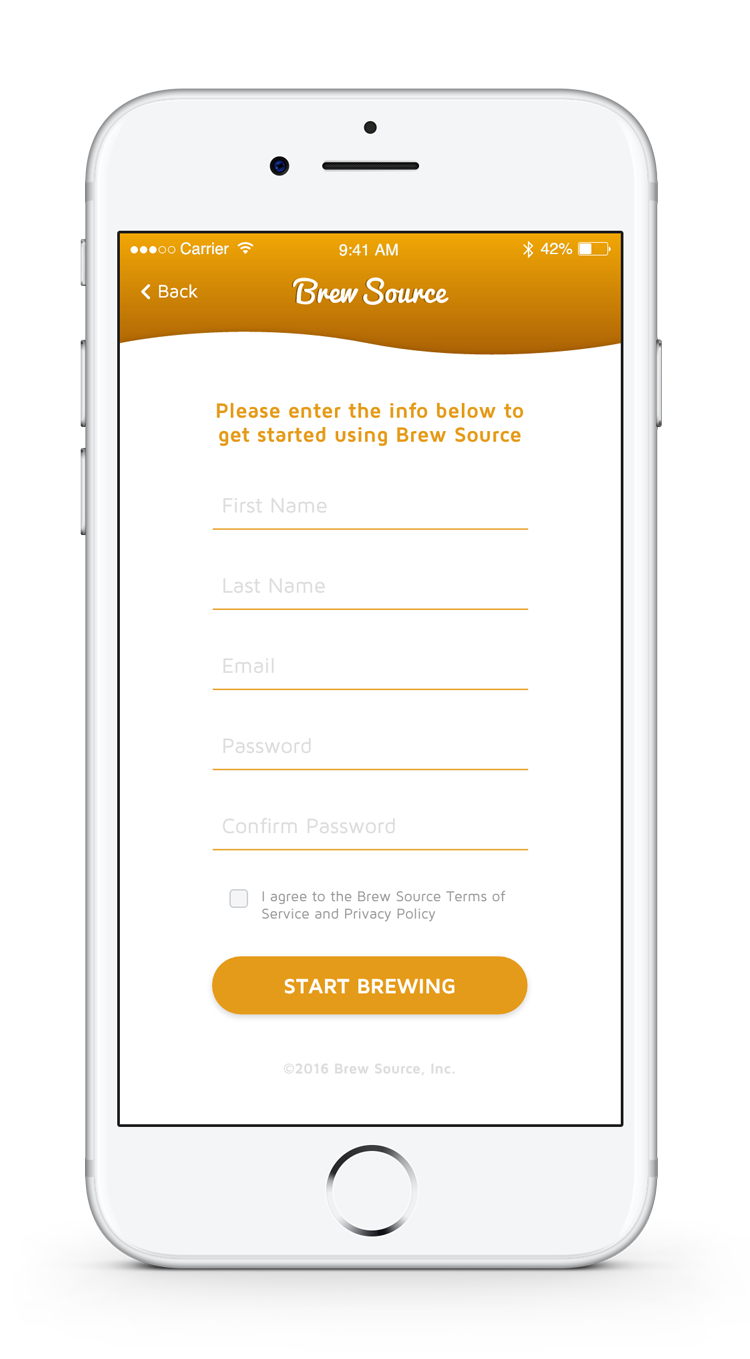 Carrier 9:41 AM 42%
Back Brew Source
Please enter the info below to
get started using Brew Source
First Name
Last Name
Email
Password
Confirm Password
I agree to the Brew Source Terms of
Service and Privacy Policy
START BREWING
©2016 Brew Source, Inc.